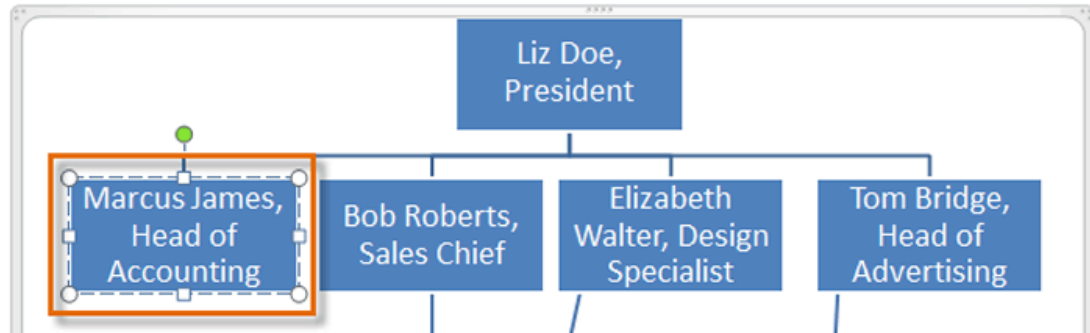 Liz Doe,
President
Marcus James,
Head of
Accounting
Bob Roberts,
Sales Chief
Elizabeth
Walter, Design
Specialist
Tom Bridge,
Head of
Advertising